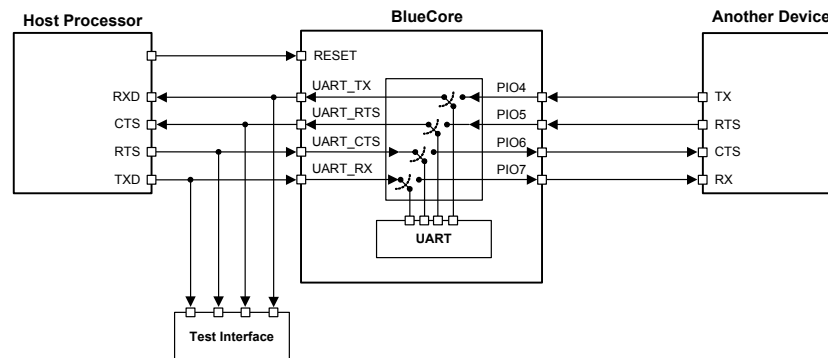 Host Processor
BlueCore
Another Device
RESET
RXD
UART_TX
PIO4
TX
CTS
UART_RTS
PIO5
RTS
RTS
UART_CTS
PIO6
CTS
TXD
UART_RX
PIO7
RX
UART
Test Interface